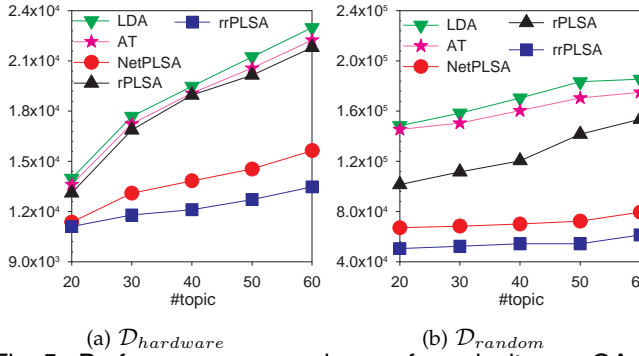 2.4x10⁴
2.1x10⁴
1.8x10⁴
1.5x10⁴
1.2x10⁴
9.0x10³
LDA
AT
NetPLSA
rPLSA
rrPLSA
20 30 40 50 60
#topic
(a) D_hardware
2.4x10⁵
2.0x10⁵
1.6x10⁵
1.2x10⁵
8.0x10⁴
4.0x10⁴
LDA
AT
NetPLSA
rPLSA
rrPLSA
20 30 40 50
#topic
(b) D_random